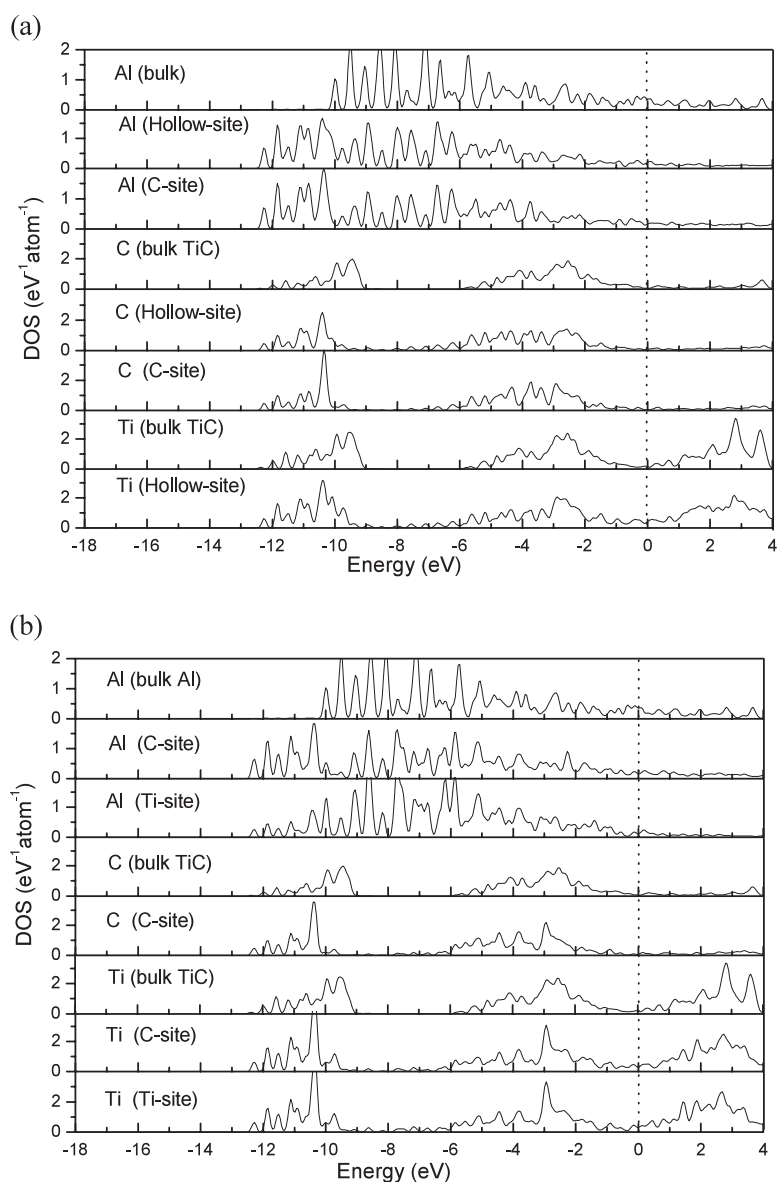 (a)
DOS (eV⁻¹atom⁻¹)
2
1
0
Al (bulk)
1
0
Al (Hollow-site)
1
0
Al (C-site)
2
0
C (bulk TiC)
2
0
C (Hollow-site)
2
0
C (C-site)
2
0
Ti (bulk TiC)
2
0
Ti (Hollow-site)
-18 -16 -14 -12 -10 -8 -6 -4 -2 0 2 4
Energy (eV)
(b)
DOS (eV⁻¹atom⁻¹)
2
1
0
Al (bulk Al)
1
0
Al (C-site)
1
0
Al (Ti-site)
2
0
C (bulk TiC)
2
0
C (C-site)
2
0
Ti (bulk TiC)
2
0
Ti (C-site)
2
0
Ti (Ti-site)
-18 -16 -14 -12 -10 -8 -6 -4 -2 0 2 4
Energy (eV)